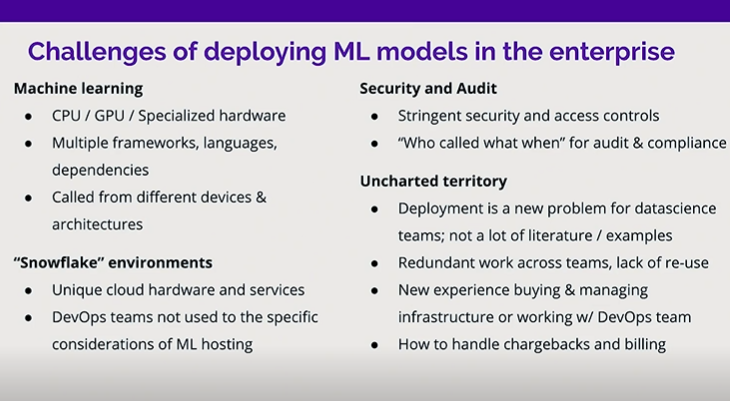 Challenges of deploying ML models in the enterprise
Machine learning
● CPU / GPU / Specialized hardware
● Multiple frameworks, languages,
dependencies
● Called from different devices &
architectures
“Snowflake” environments
● Unique cloud hardware and services
● DevOps teams not used to the specific
considerations of ML hosting
Security and Audit
● Stringent security and access controls
● “Who called what when” for audit & compliance
Uncharted territory
● Deployment is a new problem for datascience
teams; not a lot of literature / examples
● Redundant work across teams, lack of re-use
● New experience buying & managing
infrastructure or working w/ DevOps team
● How to handle chargebacks and billing